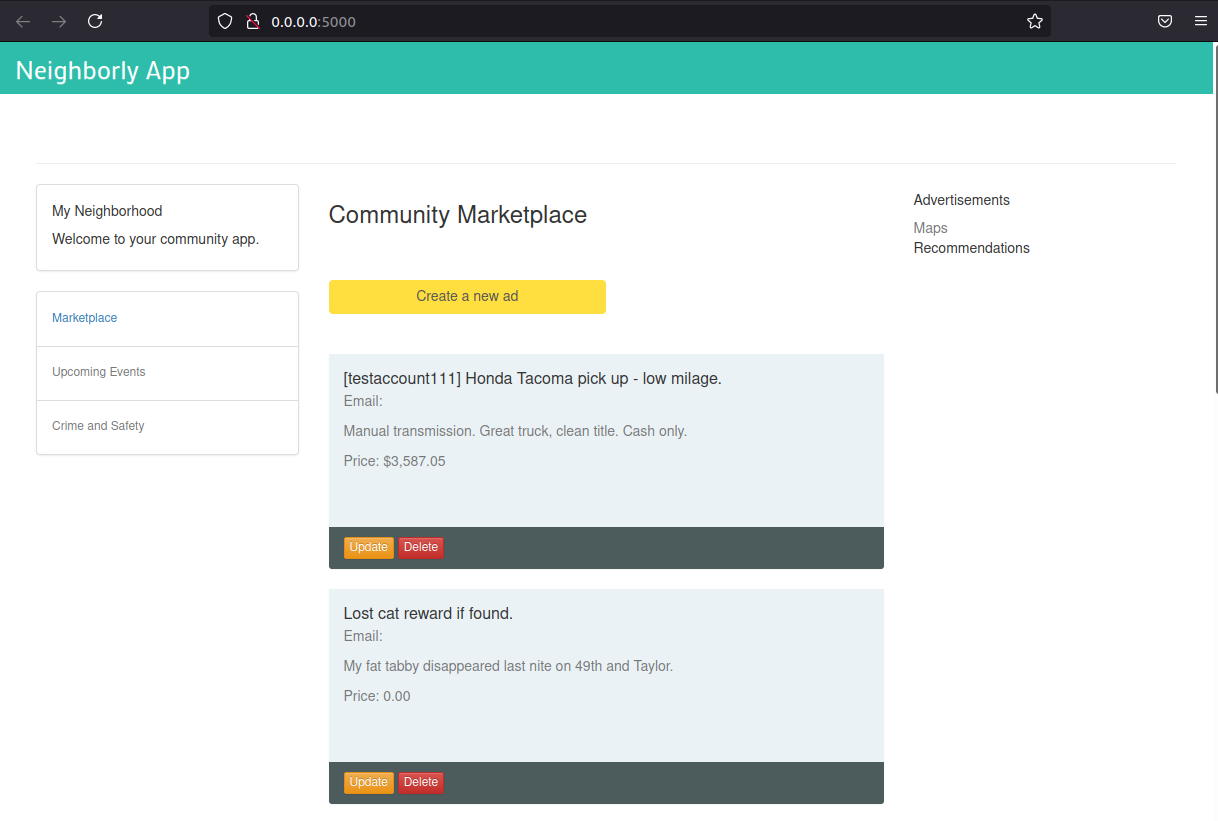 0.0.0.0:5000
Neighborly App
My Neighborhood
Welcome to your community app.
Marketplace
Upcoming Events
Crime and Safety
Community Marketplace
Create a new ad
[testaccount111] Honda Tacoma pick up - low milage.
Email:
Manual transmission. Great truck, clean title. Cash only.
Price: $3,587.05
Update Delete
Lost cat reward if found.
Email:
My fat tabby disappeared last nite on 49th and Taylor.
Price: 0.00
Update Delete
Advertisements
Maps
Recommendations